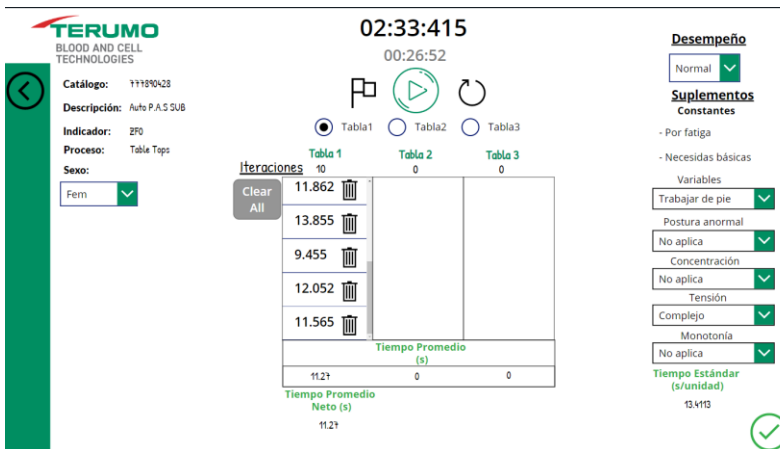 TERUMO
BLOOD AND CELL
TECHNOLOGIES
02:33:415
00:26:52
Catálogo: 777890428
Descripción: Auto P.A.S SUB
Indicador: 2F0
Proceso: Table Tops
Sexo:
Fem
Tabla1 Tabla2 Tabla3
Iteraciones
Tabla 1 Tabla 2 Tabla 3
10 0 0
Clear
All
11.862
13.855
9.455
12.052
11.565
Tiempo Promedio
(s)
11.27 0 0
Tiempo Promedio
Neto (s)
11.27
Desempeño
Normal
Suplementos
Constantes
- Por fatiga
- Necesidas básicas
Variables
Trabajar de pie
Postura anormal
No aplica
Concentración
No aplica
Tensión
Complejo
Monotonía
No aplica
Tiempo Estándar
(s/unidad)
13.4113